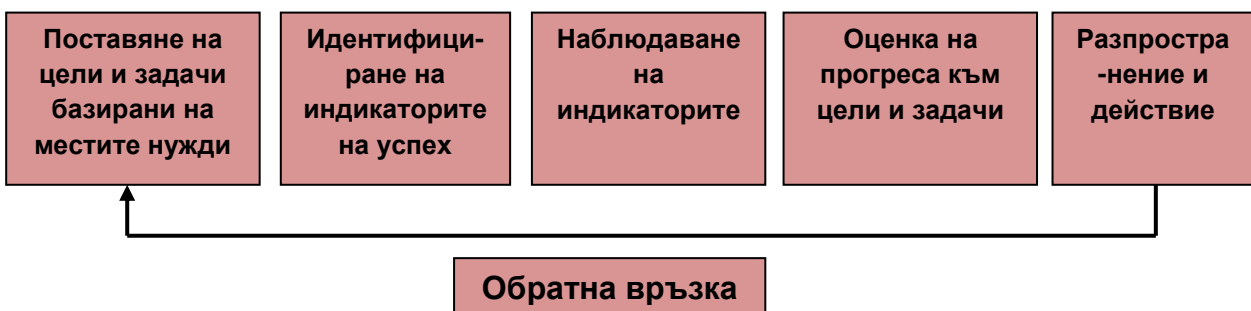 Поставяне на
цели и задачи
базирани на
местите нужди
Идентифици-
ране на
индикаторите
на успех
Наблюдаване
на
индикаторите
Оценка на
прогреса към
цели и задачи
Разпростра
-нение и
действие
Обратна връзка